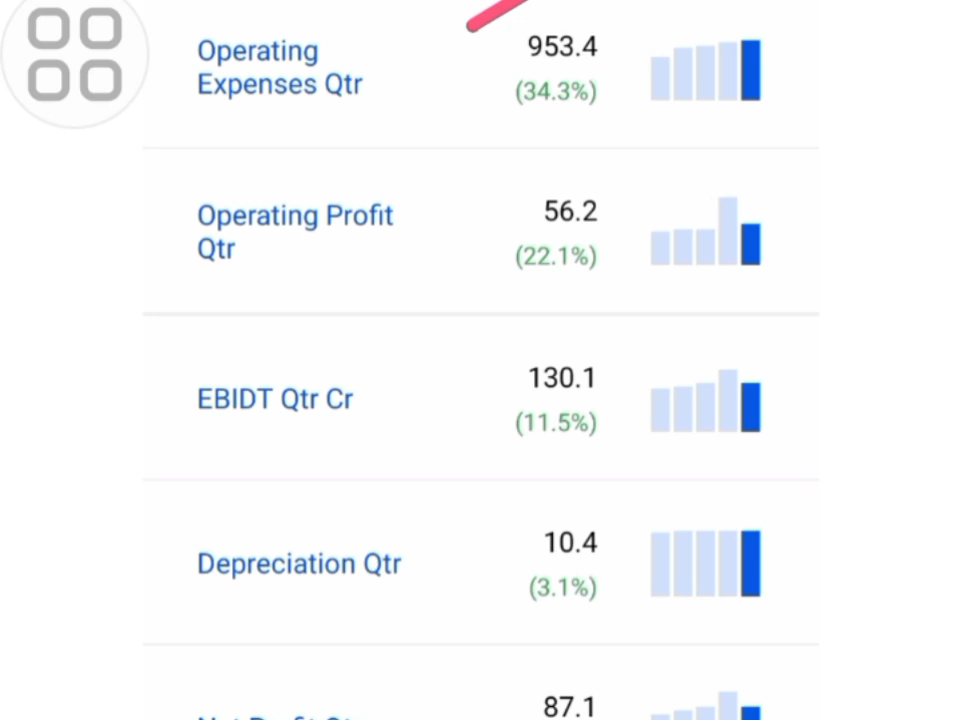 Operating
Expenses Qtr
953.4
(34.3%)
Operating Profit
Qtr
56.2
(22.1%)
EBIDT Qtr Cr
130.1
(11.5%)
Depreciation Qtr
10.4
(3.1%)
87.1